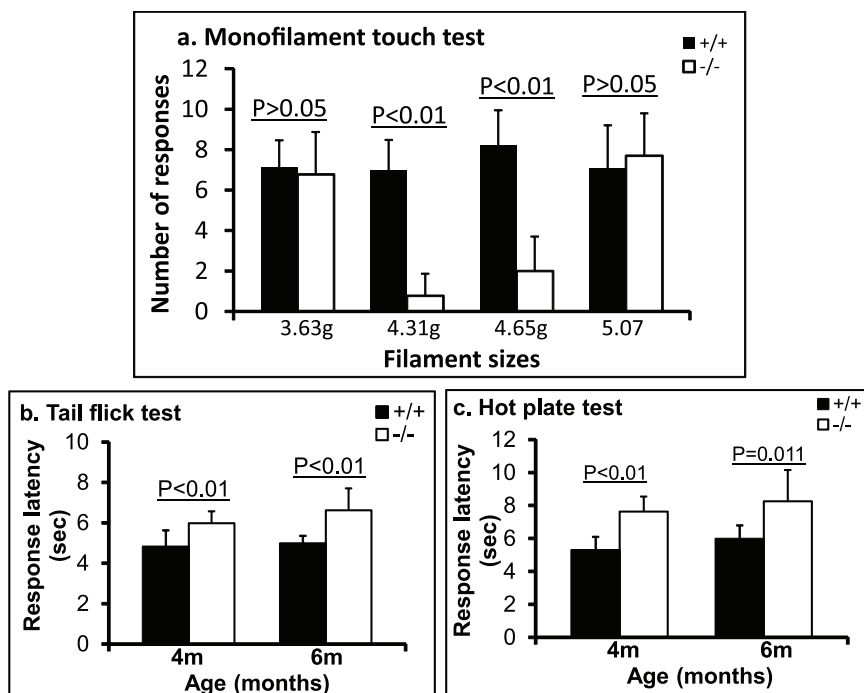 a. Monofilament touch test
+/+
-/-
12
10
8
6
4
2
0
Number of responses
P>0.05
P<0.01
P<0.01
P>0.05
3.63g 4.31g 4.65g 5.07
Filament sizes
b. Tail flick test
+/+
-/-
10
8
6
4
2
0
Response latency
(sec)
P<0.01
P<0.01
4m 6m
Age (months)
c. Hot plate test
+/+
-/-
12
10
8
6
4
2
0
Response latency
(sec)
P<0.01
P=0.011
4m 6m
Age (months)